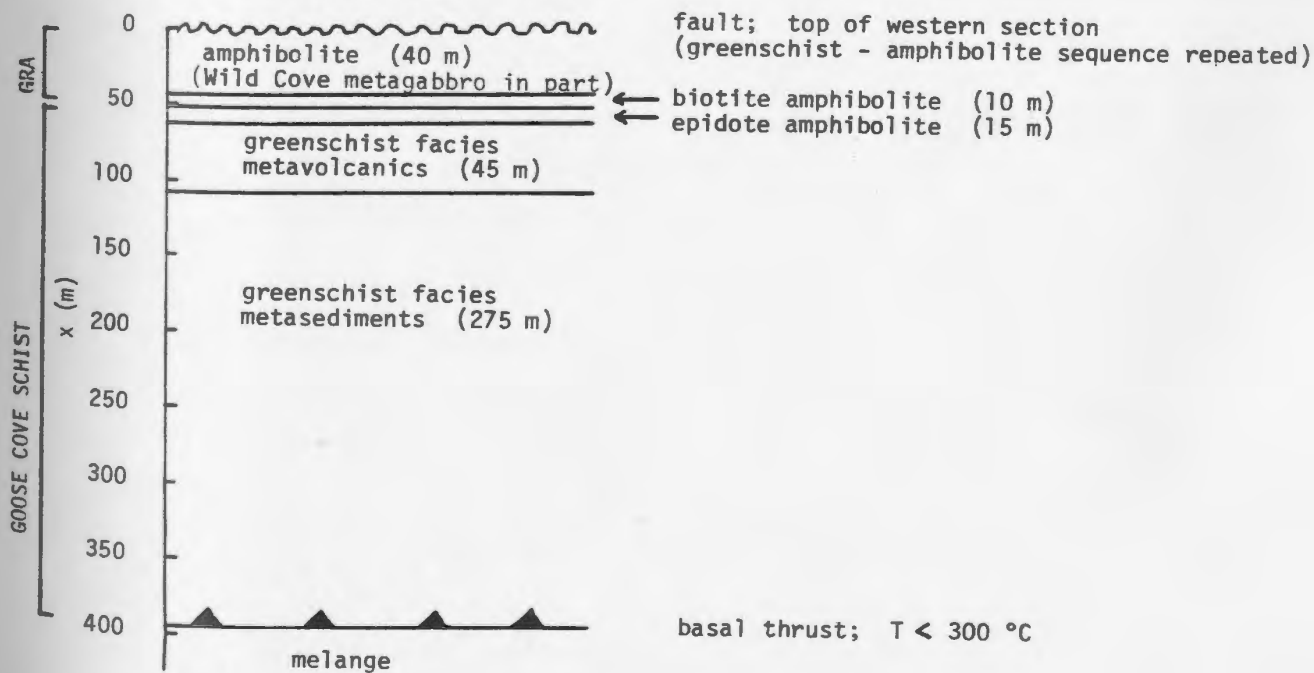 0
fault; top of western section
(greenschist - amphibolite sequence repeated)
GRA
amphibolite (40 m)
(Wild Cove metagabbro in part)
50
biotite amphibolite (10 m)
epidote amphibolite (15 m)
greenschist facies
metavolcanics (45 m)
100
150
x (m)
greenschist facies
metasediments (275 m)
200
GOOSE COVE SCHIST
250
300
350
400
basal thrust; T < 300 °C
melange